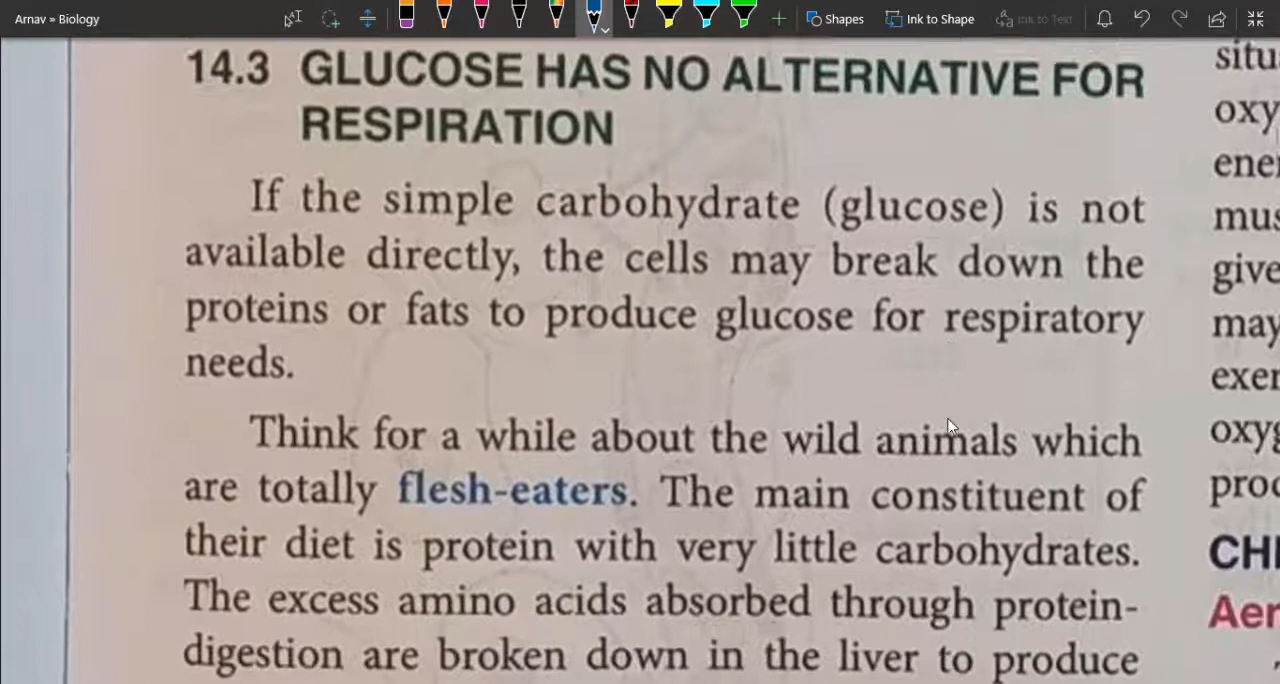 Arnav » Biology
Shapes
Ink to Shape
Ink to Text
14.3 GLUCOSE HAS NO ALTERNATIVE FOR
RESPIRATION
If the simple carbohydrate (glucose) is not
available directly, the cells may break down the
proteins or fats to produce glucose for respiratory
needs.
Think for a while about the wild animals which
are totally flesh-eaters. The main constituent of
their diet is protein with very little carbohydrates.
The excess amino acids absorbed through protein-
digestion are broken down in the liver to produce
situ
oxy
ener
mus
give
may
exer
oxyg
proc
CHE
Aer